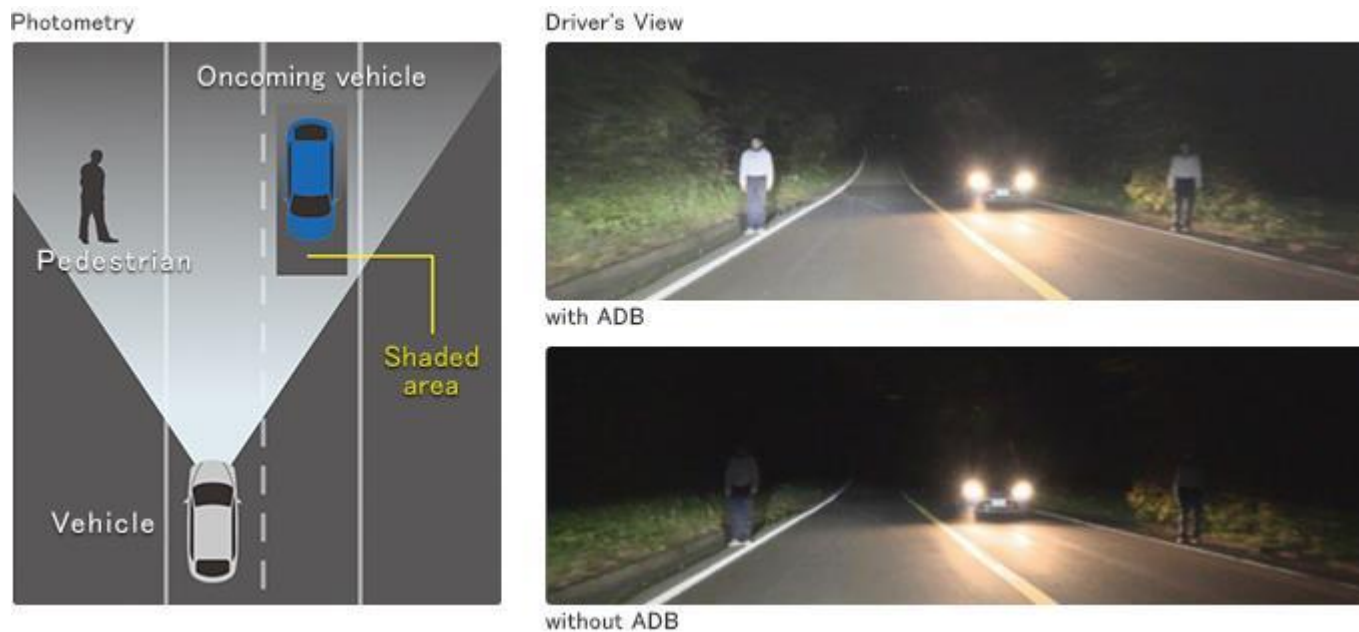 Photometry
Oncoming vehicle
Pedestrian
Shaded
area
Vehicle
Driver's View
with ADB
without ADB